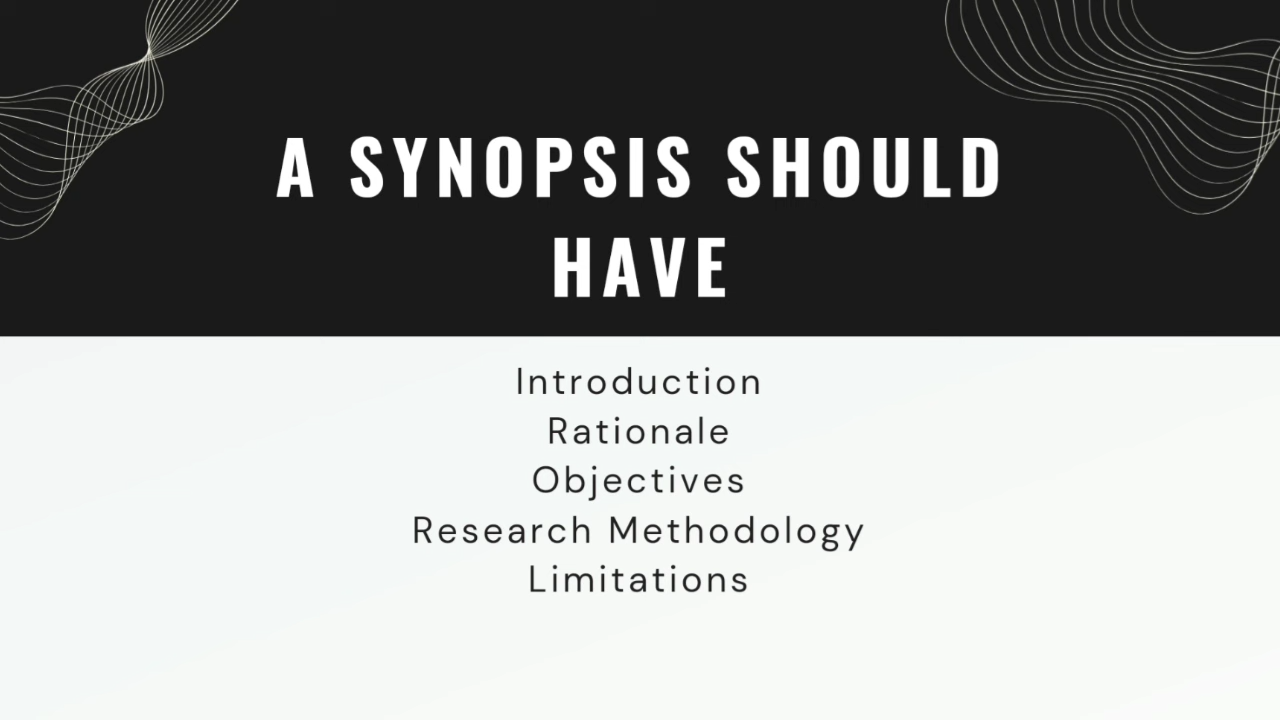 A SYNOPSIS SHOULD
HAVE
Introduction
Rationale
Objectives
Research Methodology
Limitations